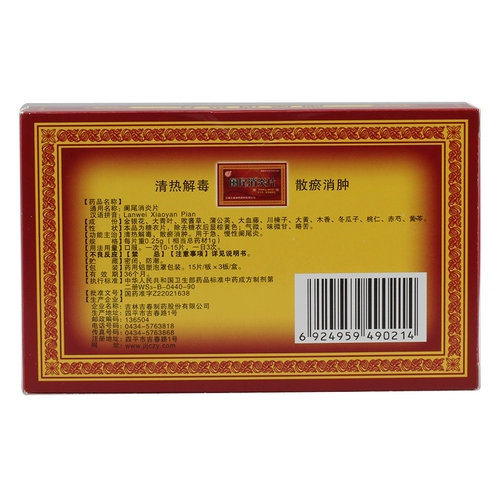 阑尾消炎片
清热解毒 散瘀消肿
【药品名称】
通用名称：阑尾消炎片
汉语拼音：Lanwei Xiaoyan Pian
【成 份】金银花、大青叶、败酱草、蒲公英、大血藤、川楝子、大黄、木香、冬瓜子、桃仁、赤芍、黄芩。
【性 状】本品为糖衣片，除去糖衣后显棕黄色；气微，味微甘、略苦。
【功能主治】清热解毒，散瘀消肿。用于急、慢性阑尾炎。
【规 格】每片重0.25g（相当总药材1g）
【用法用量】口服，一次10-15片，一日3次。
【不良反应】【禁 忌】【注意事项】详见说明书
【贮 藏】密闭，防潮。
【包 装】药用铝塑泡罩包装，15片/板×3板/盒。
【有 效 期】36个月
【执行标准】中华人民共和国卫生部药品标准中药成方制剂第
二册WS₃-B-0440-90
【批准文号】国药准字Z22021638
【生产企业】
企业名称：吉林吉春制药股份有限公司
生产地址：四平市吉春路1号
邮政编码：136504
电话号码：0434-5763818
传真号码：0434-5763868
注册地址：四平市吉春路1号
网 址：www.jljnzy.com
6 924959 490214